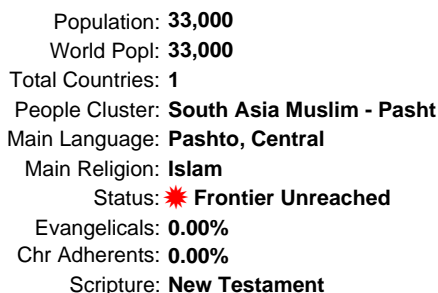 Population: 33,000
World Popl: 33,000
Total Countries: 1
People Cluster: South Asia Muslim - Pasht
Main Language: Pashto, Central
Main Religion: Islam
Status: Frontier Unreached
Evangelicals: 0.00%
Chr Adherents: 0.00%
Scripture: New Testament